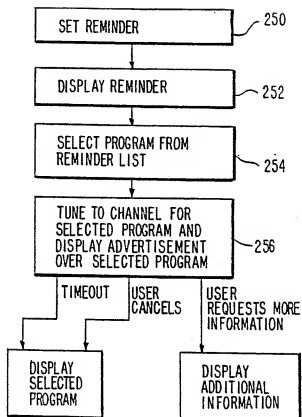 SET REMINDER
250
DISPLAY REMINDER
252
SELECT PROGRAM FROM
REMINDER LIST
254
TUNE TO CHANNEL FOR
SELECTED PROGRAM AND
DISPLAY ADVERTISEMENT
OVER SELECTED PROGRAM
256
TIMEOUT
USER
CANCELS
USER
REQUESTS MORE
INFORMATION
DISPLAY
SELECTED
PROGRAM
DISPLAY
ADDITIONAL
INFORMATION